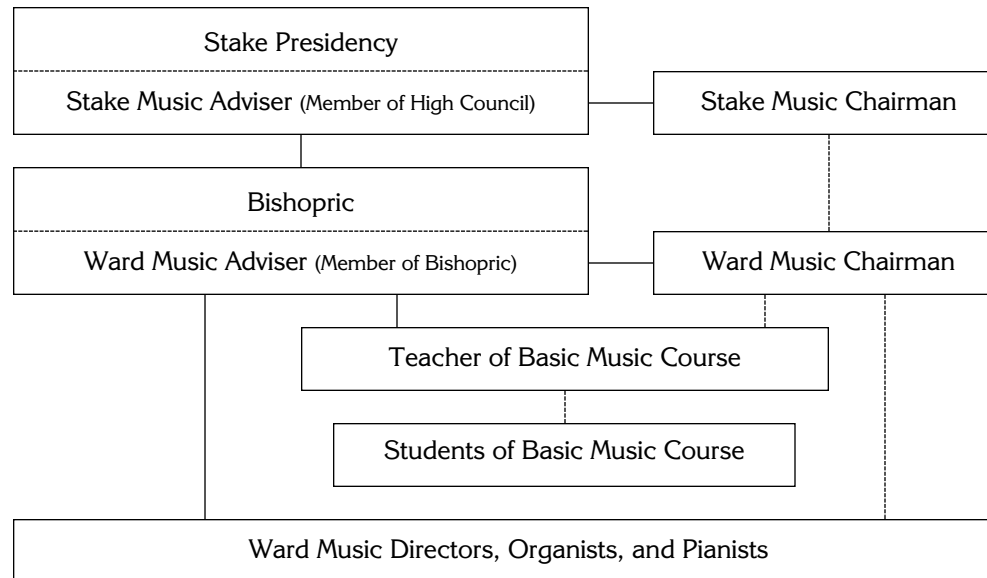 Stake Presidency
Stake Music Adviser (Member of High Council)
Stake Music Chairman
Bishopric
Ward Music Adviser (Member of Bishopric)
Ward Music Chairman
Teacher of Basic Music Course
Students of Basic Music Course
Ward Music Directors, Organists, and Pianists